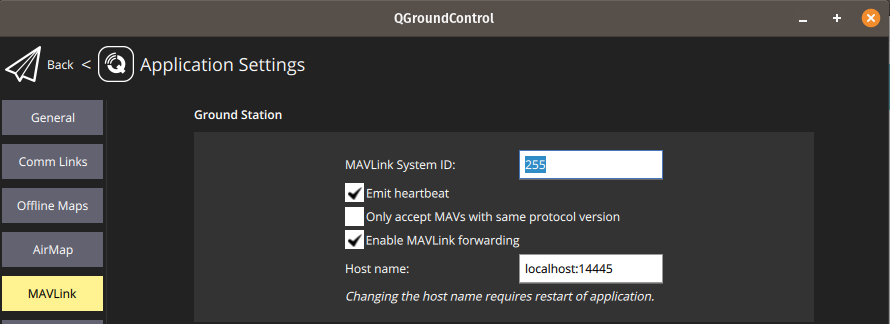 QGroundControl
Back < Application Settings
General
Comm Links
Offline Maps
AirMap
MAVLink
Ground Station
MAVLink System ID: 255
Emit heartbeat
Only accept MAVs with same protocol version
Enable MAVLink forwarding
Host name: localhost:14445
Changing the host name requires restart of application.